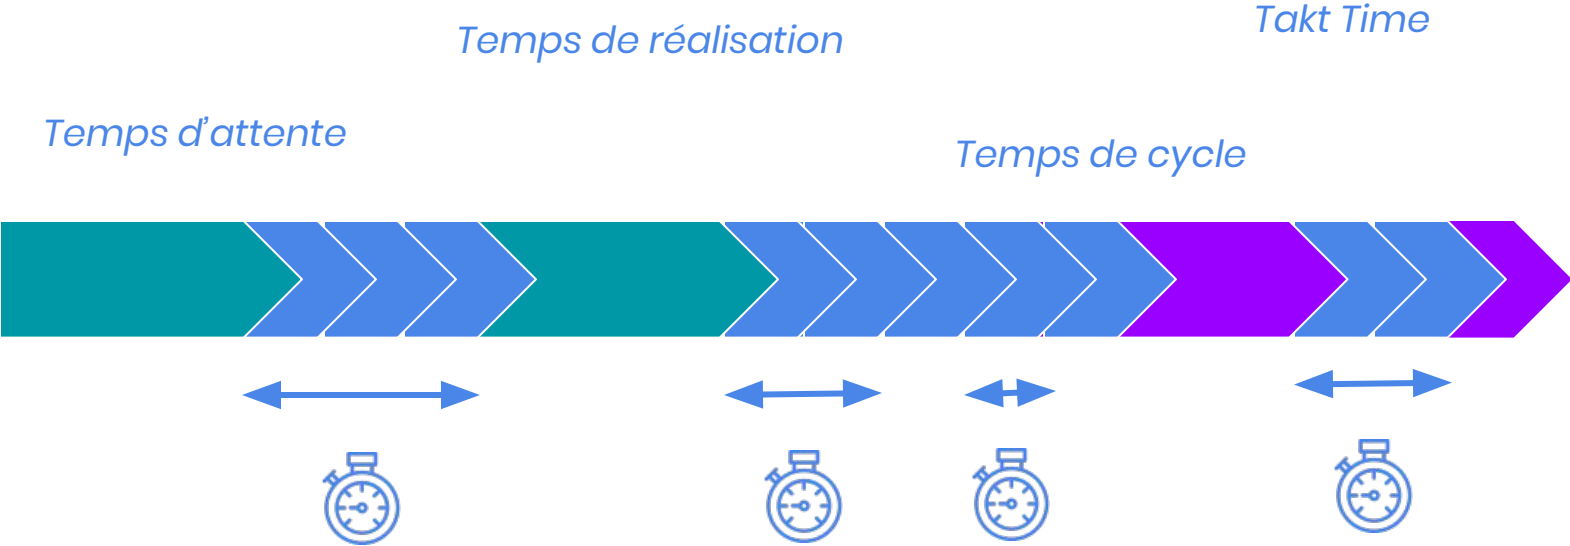 Takt Time
Temps de réalisation
Temps d'attente
Temps de cycle